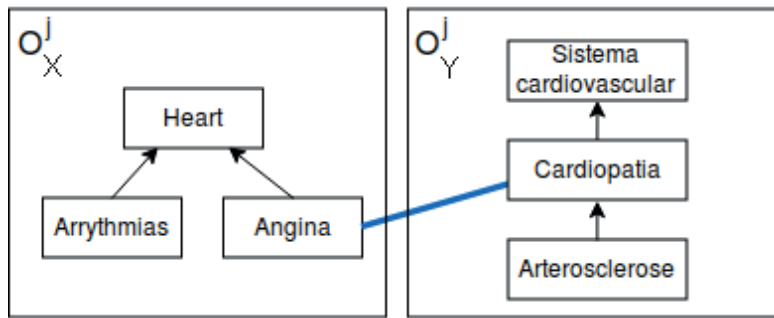 O^j_X
Heart
Arrythmias
Angina
O^j_Y
Sistema
cardiovascular
Cardiopatia
Arterosclerose